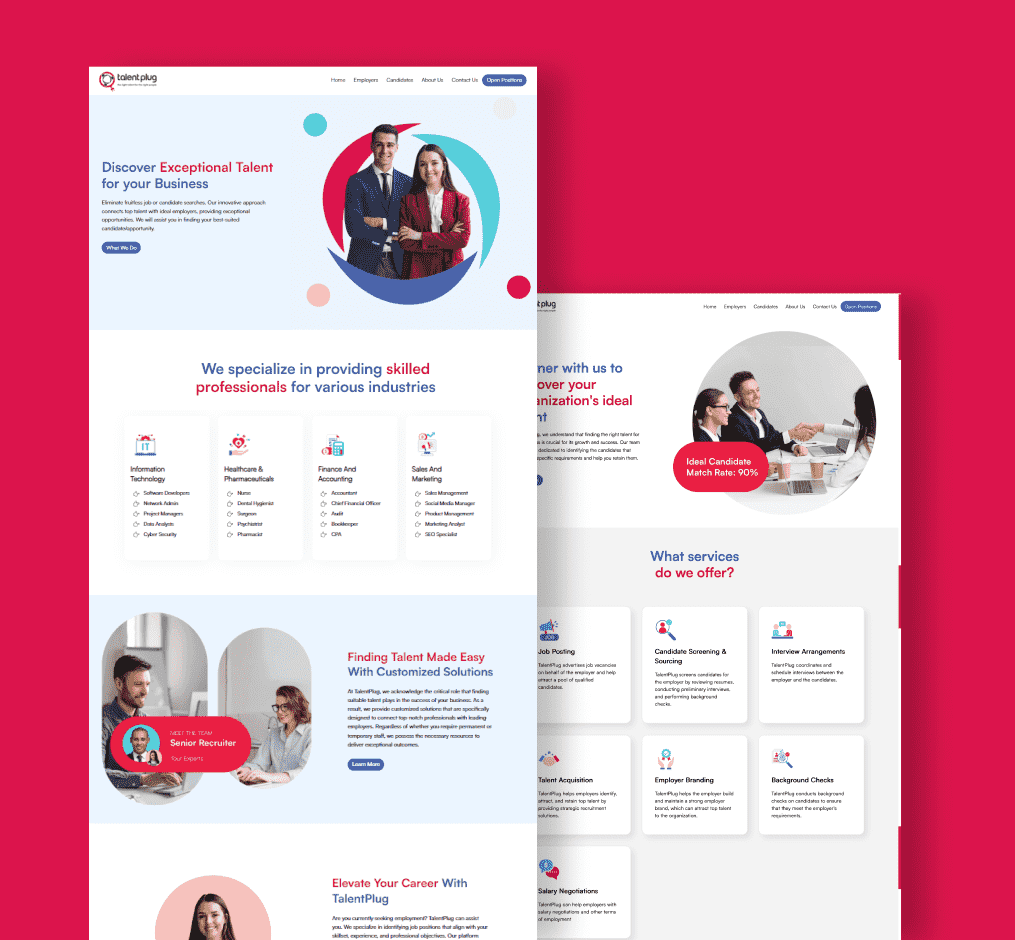 talentplug
Home Employers Candidates About Us Contact Us Open Positions
Discover Exceptional Talent
for your Business
Eliminate fruitless job or candidate searches. Our innovative approach
connects top talent with ideal employers, providing exceptional
opportunities. We will assist you in finding your best-suited
candidate/opportunity.
What We Do
We specialize in providing skilled
professionals for various industries
Information
Technology
Software Developers
Network Admin
Project Managers
Data Analysts
Cyber Security
Healthcare &
Pharmaceuticals
Nurse
Dental Hygienist
Surgeon
Psychiatrist
Pharmacist
Finance And
Accounting
Accountant
Chief Financial Officer
Audit
Bookkeeper
CPA
Sales And
Marketing
Sales Management
Social Media Manager
Product Management
Marketing Analyst
SEO Specialist
MEET THE TEAM
Senior Recruiter
Your Experts
Finding Talent Made Easy
With Customized Solutions
At TalentPlug, we acknowledge the critical role that finding
suitable talent plays in the success of your business. As a
result, we provide customized solutions that are specifically
designed to connect top-notch professionals with leading
employers. Regardless of whether you require permanent or
temporary staff, we possess the necessary resources to
deliver exceptional outcomes.
Learn More
Elevate Your Career With
TalentPlug
Are you currently seeking employment? TalentPlug can assist
you. We specialize in identifying job positions that align with your
skillset, experience, and professional objectives. Our platform
plug
Home Employers Candidates About Us Contact Us Open Positions
ner with us to
over your
anization's ideal
nt
g, we understand that finding the right talent for
is crucial for its growth and success. Our team
dedicated to identifying the candidates that
specific requirements and help you retain them.
Ideal Candidate
Match Rate: 90%
What services
do we offer?
JOB
Job Posting
TalentPlug advertises job vacancies
on behalf of the employer and help
attract a pool of qualified
candidates.
Candidate Screening &
Sourcing
TalentPlug screens candidates for
the employer by reviewing resumes,
conducting preliminary interviews,
and performing background
checks.
Interview Arrangements
TalentPlug coordinates and
schedule interviews between the
employer and the candidates.
Talent Acquisition
TalentPlug helps employers identify,
attract, and retain top talent by
providing strategic recruitment
solutions.
Employer Branding
TalentPlug helps the employer build
and maintain a strong employer
brand, which can attract top talent
to the organization.
Background Checks
TalentPlug conducts background
checks on candidates to ensure
that they meet the employer's
requirements.
Salary Negotiations
TalentPlug can help employers with
salary negotiations and other terms
of employment